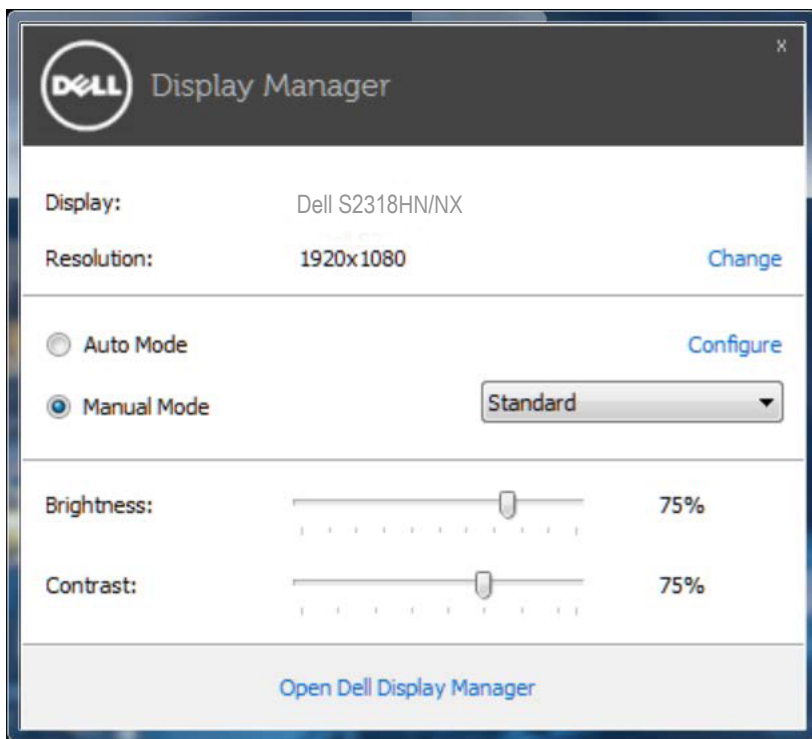 DELL Display Manager x
Display: Dell S2318HN/NX
Resolution: 1920x1080 Change
Auto Mode Configure
Manual Mode Standard
Brightness: 75%
Contrast: 75%
Open Dell Display Manager